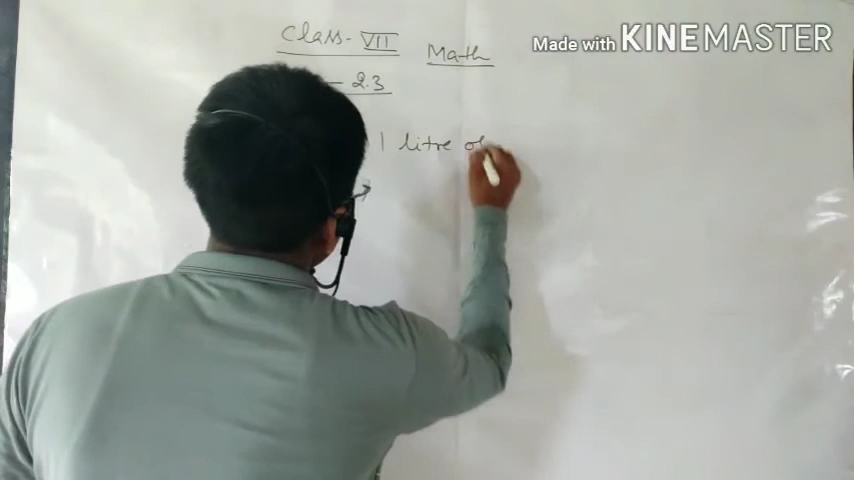 Class- VII Math
Made with KINEMASTER
— 2.3
1 litre of